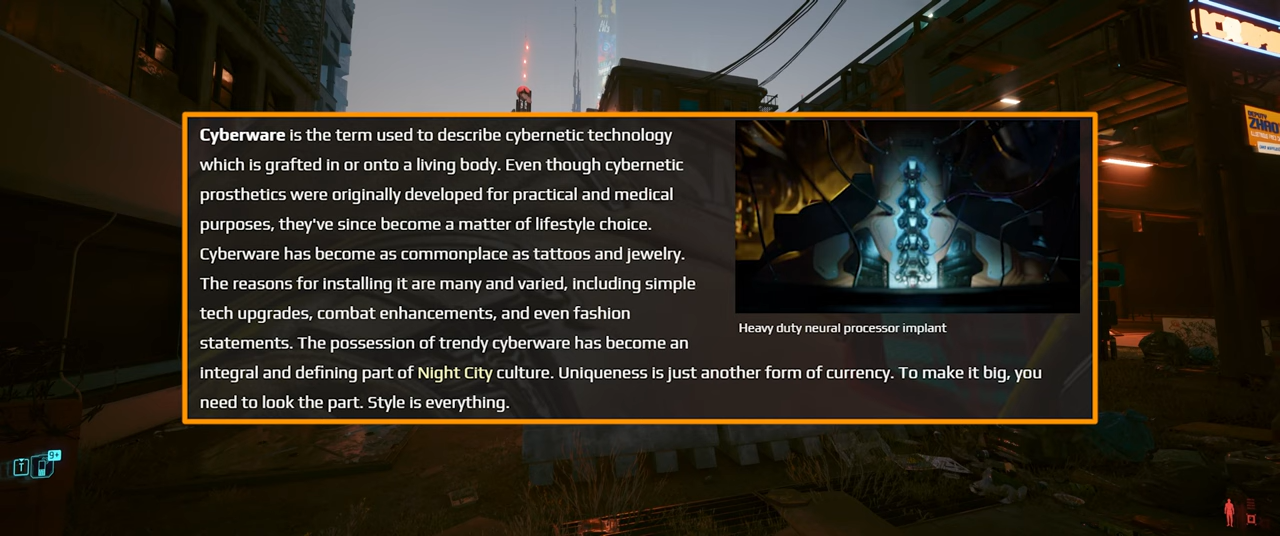 Cyberware is the term used to describe cybernetic technology
which is grafted in or onto a living body. Even though cybernetic
prosthetics were originally developed for practical and medical
purposes, they've since become a matter of lifestyle choice.
Cyberware has become as commonplace as tattoos and jewelry.
The reasons for installing it are many and varied, including simple
tech upgrades, combat enhancements, and even fashion
statements. The possession of trendy cyberware has become an
integral and defining part of Night City culture. Uniqueness is just another form of currency. To make it big, you
need to look the part. Style is everything.
Heavy duty neural processor implant
DEPUTY
T
9+